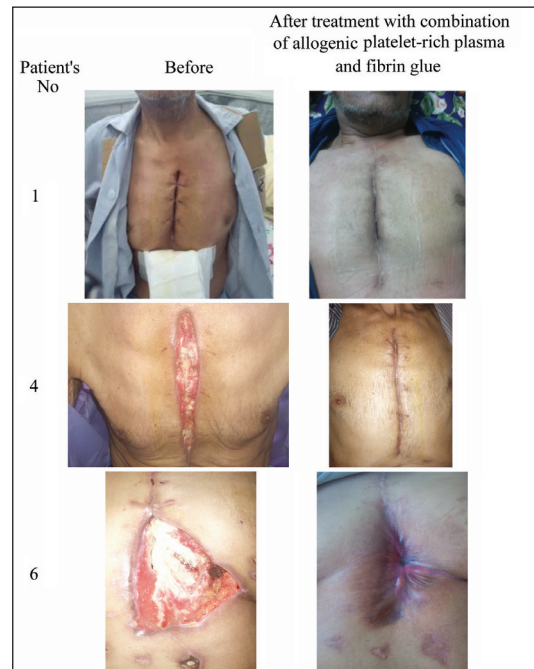 After treatment with combination
of allogenic platelet-rich plasma
and fibrin glue
Patient's
No
Before
1
4
6